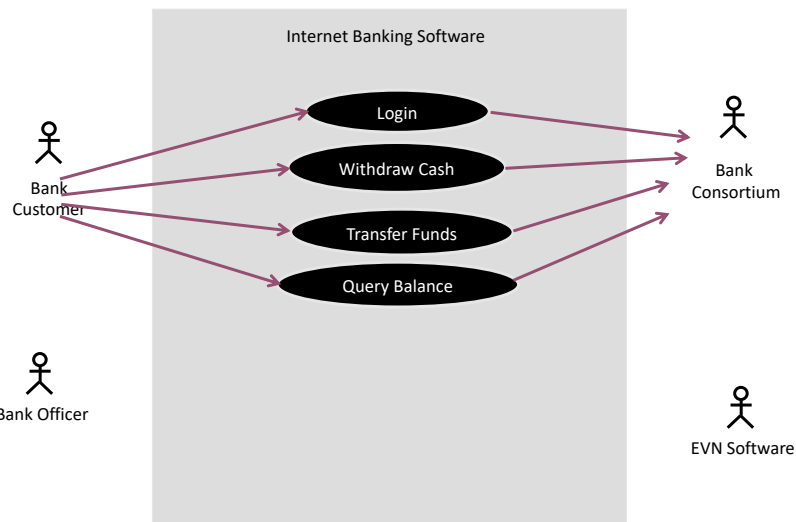 Internet Banking Software
Login
Withdraw Cash
Transfer Funds
Query Balance
Bank
Customer
Bank
Consortium
Bank Officer
EVN Software